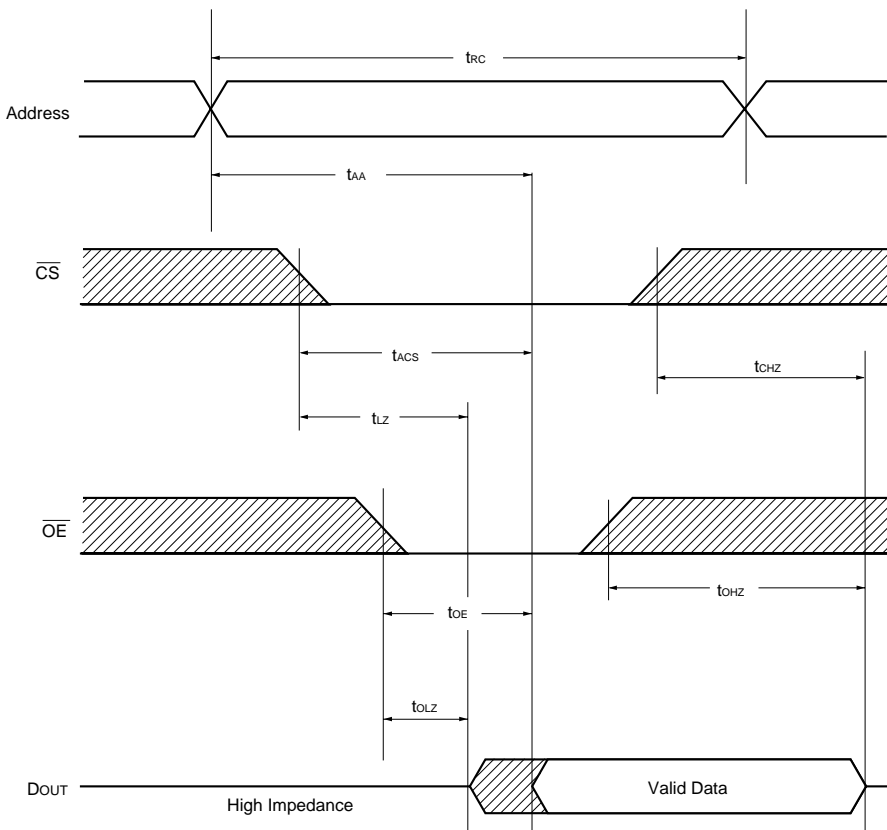 tRC
Address
tAA
CS
tACS
tCHZ
tLZ
OE
tOHZ
tOE
tOLZ
DOUT
High Impedance
Valid Data